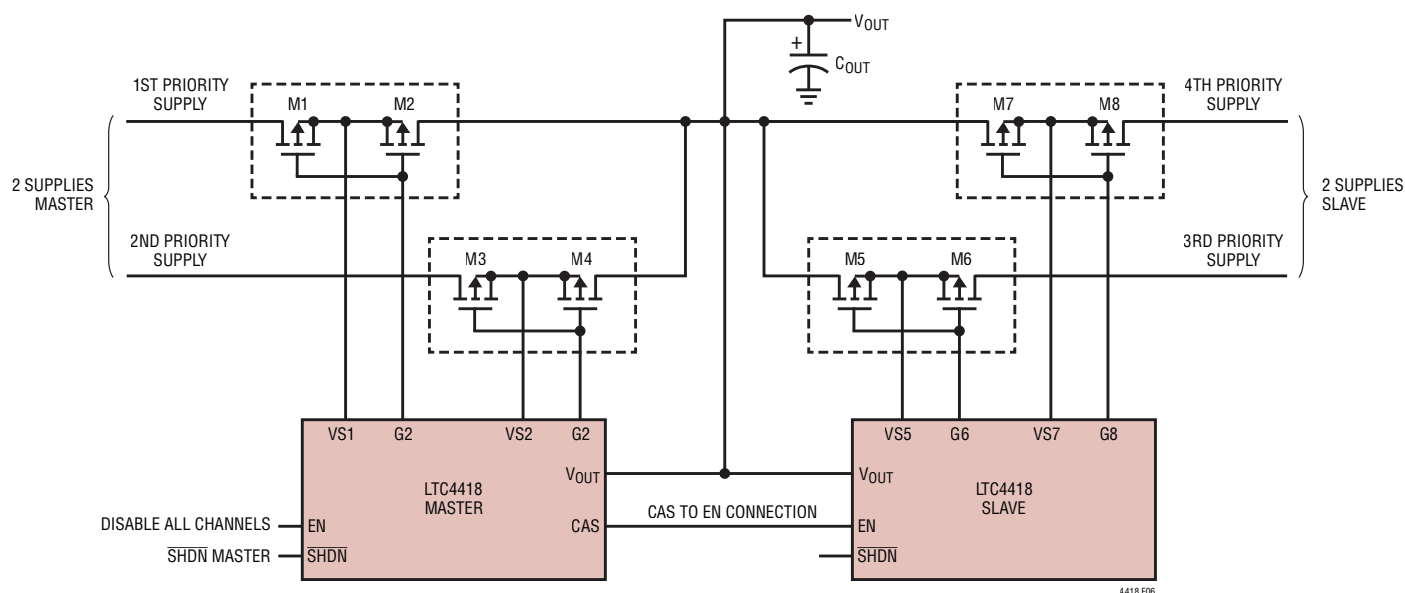 VOUT
+
COUT
1ST PRIORITY
SUPPLY
M1
M2
M7
M8
4TH PRIORITY
SUPPLY
2 SUPPLIES
MASTER
2 SUPPLIES
SLAVE
2ND PRIORITY
SUPPLY
M3
M4
M5
M6
3RD PRIORITY
SUPPLY
VS1
G2
VS2
G2
VS5
G6
VS7
G8
VOUT
VOUT
LTC4418
MASTER
LTC4418
SLAVE
DISABLE ALL CHANNELS
EN
CAS
CAS TO EN CONNECTION
EN
SHDN MASTER
SHDN
SHDN
4418 F06